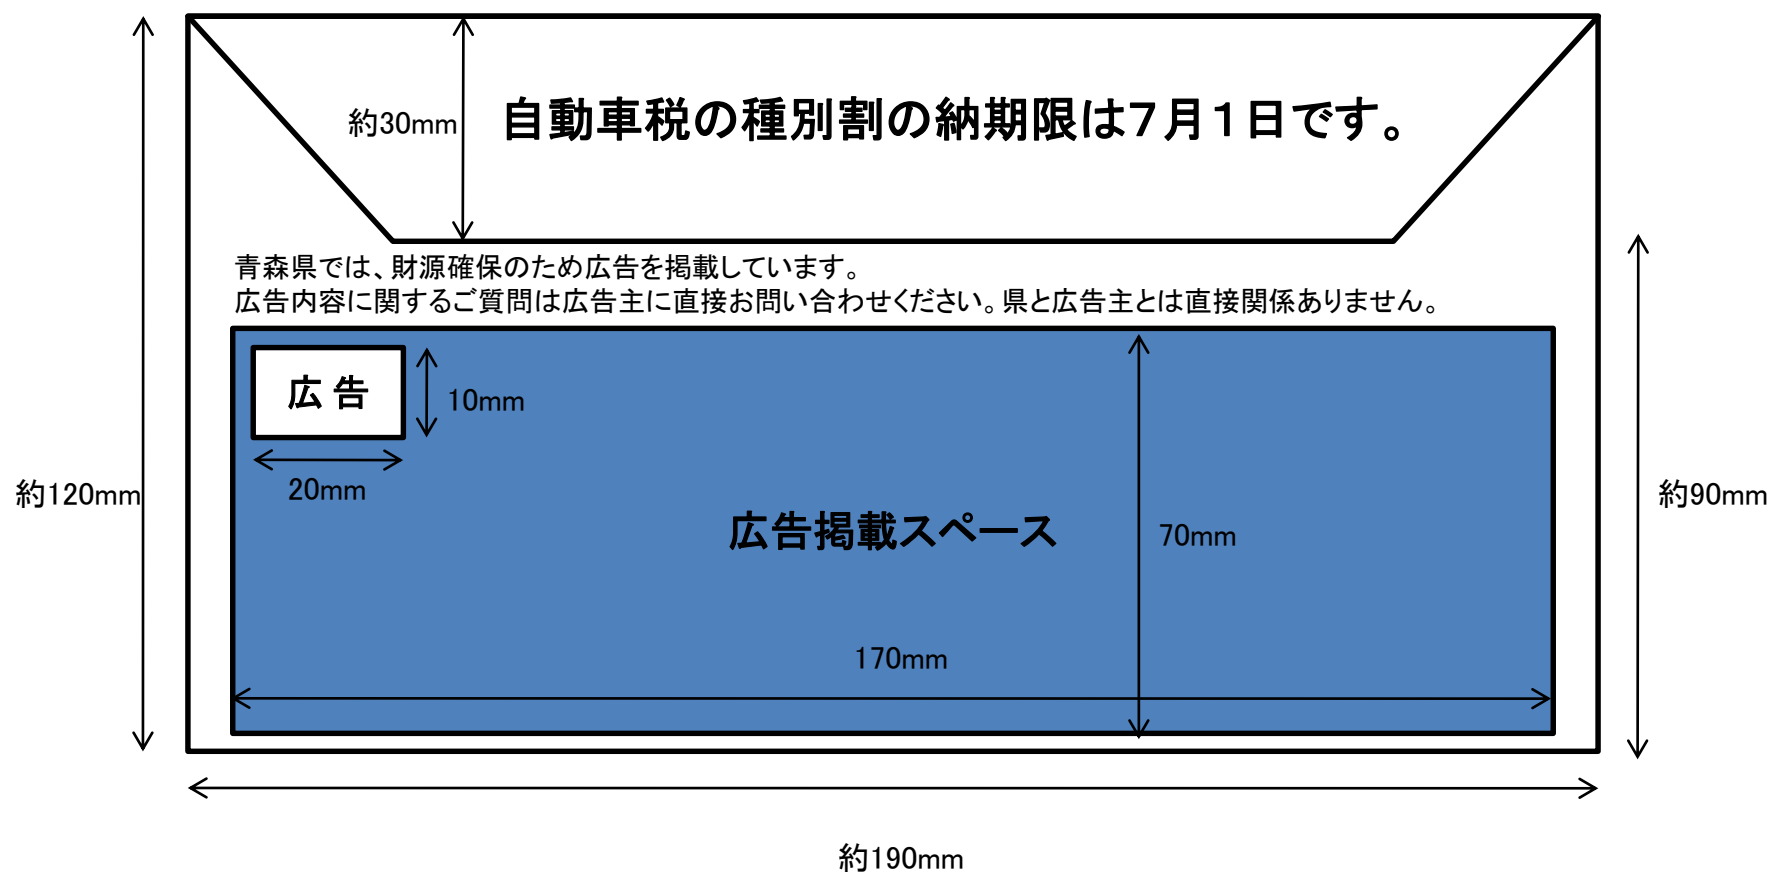 約30mm
自動車税の種別割の納期限は7月1日です。
青森県では、財源確保のため広告を掲載しています。
広告内容に関するご質問は広告主に直接お問い合わせください。県と広告主とは直接関係ありません。
広告
10mm
20mm
約120mm
約90mm
広告掲載スペース
70mm
170mm
約190mm